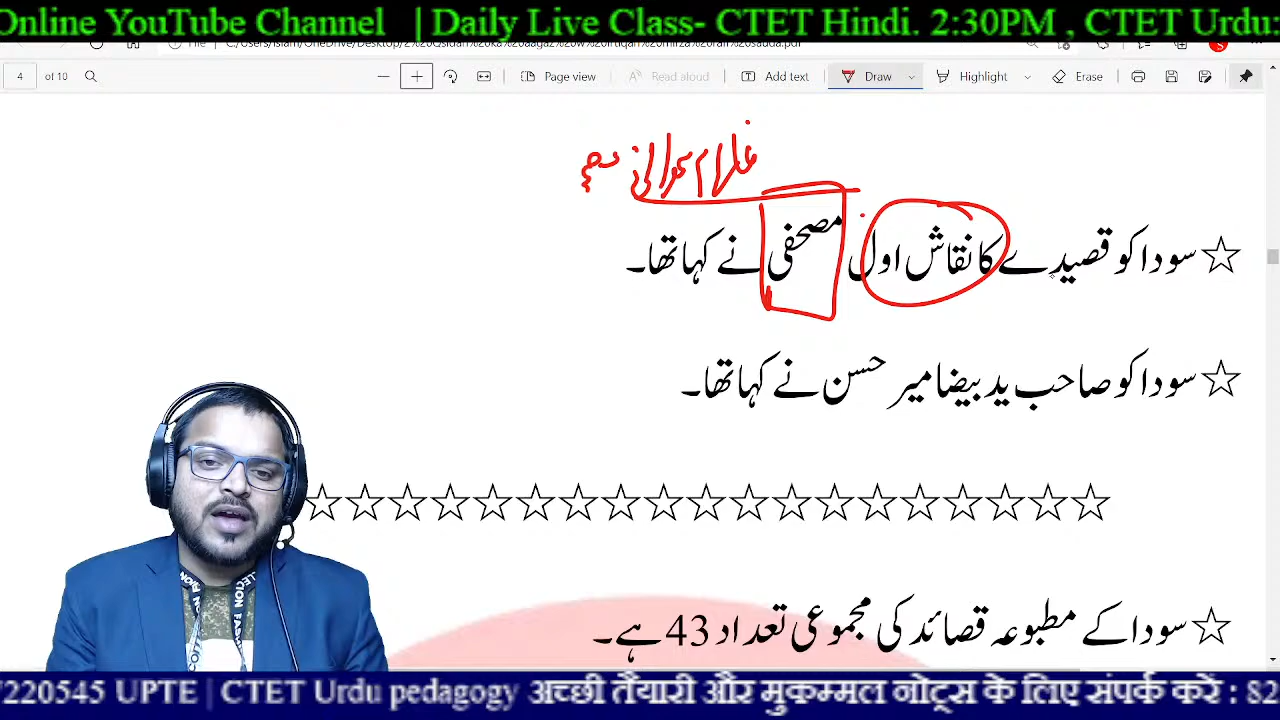 Online YouTube Channel | Daily Live Class- CTET Hindi. 2:30PM , CTET Urdu:
4 of 10 Page view Read aloud Add text Draw Highlight Erase
غلام ہمدانی
☆ سودا کو قصیدے کا نقاش اول مصحفی نے کہا تھا۔
☆ سودا کو صاحب ید بیضا میر حسن نے کہا تھا۔
☆☆☆☆☆☆☆☆☆☆☆☆☆☆☆☆☆☆☆
☆ سودا کے مطبوعہ قصائد کی مجموعی تعداد 43 ہے۔
220545 UPTE | CTET Urdu pedagogy अच्छी तैयारी और मुकम्मल नोट्स के लिए संपर्क करें : 82